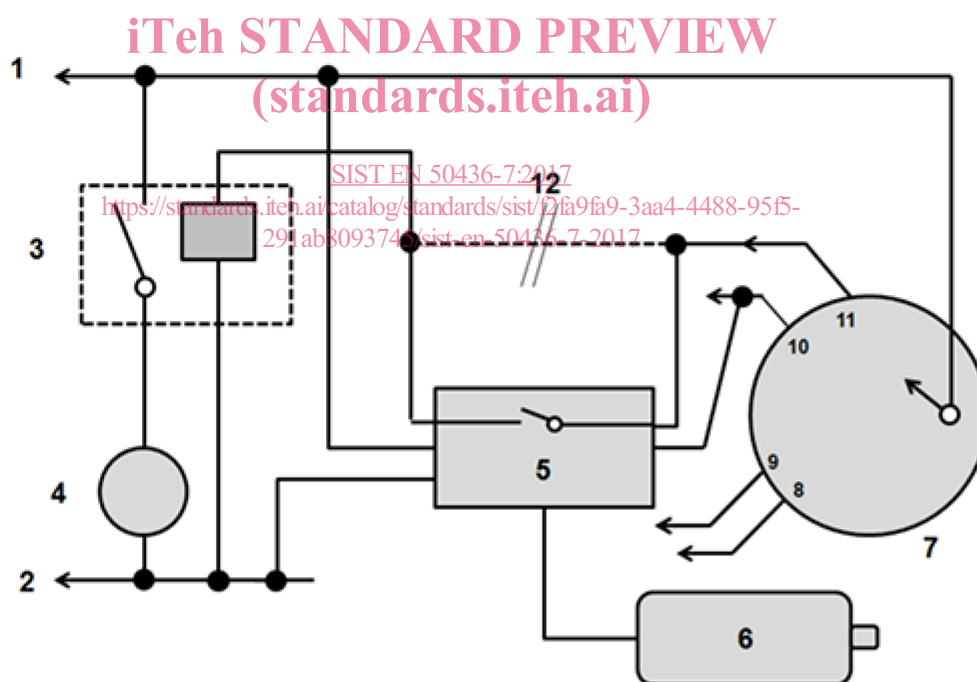 iTeh STANDARD PREVIEW
1
(standards.iteh.ai)
SIST EN 50436-7:2017
12
https://standards.iteh.ai/catalog/standards/sist/f2fa9fa9-3aa4-4488-95f5-
3
291ab8093745/sist-en-50436-7-2017
11
10
9
5
8
4
7
2
6